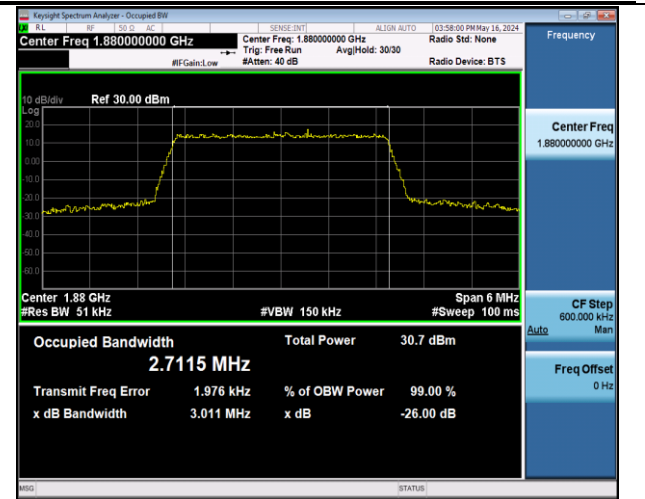 Keysight Spectrum Analyzer - Occupied BW
RL RF 50 Ω AC SENSE:INT ALIGN AUTO 03:58:00 PM May 16, 2024
Center Freq 1.880000000 GHz
Center Freq: 1.880000000 GHz
Radio Std: None
Trig: Free Run Avg|Hold: 30/30
#IFGain:Low
#Atten: 40 dB
Radio Device: BTS
Frequency
10 dB/div Ref 30.00 dBm
Log
20.0
10.0
0.00
-10.0
-20.0
-30.0
-40.0
-50.0
-60.0
Center Freq
1.880000000 GHz
Center 1.88 GHz
Span 6 MHz
#Res BW 51 kHz
#VBW 150 kHz
#Sweep 100 ms
CF Step
600.000 kHz
Auto Man
Occupied Bandwidth
2.7115 MHz
Total Power 30.7 dBm
Transmit Freq Error 1.976 kHz
% of OBW Power 99.00 %
x dB Bandwidth 3.011 MHz
x dB -26.00 dB
Freq Offset
0 Hz
MSG
STATUS